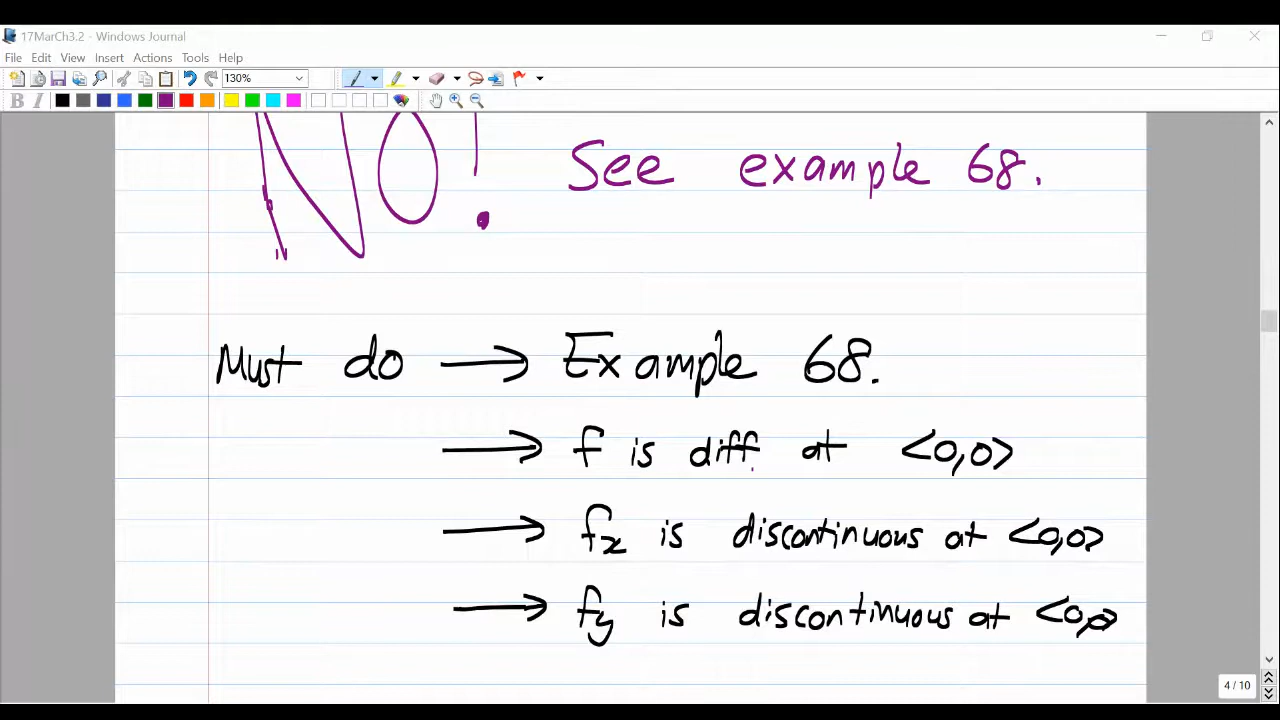 17MarCh3.2 - Windows Journal
File Edit View Insert Actions Tools Help
130%
B I
NO! See example 68.
Must do → Example 68.
→ f is diff. at <0,0>
→ fx is discontinuous at <0,0>
→ fy is discontinuous at <0,0>
4 / 10